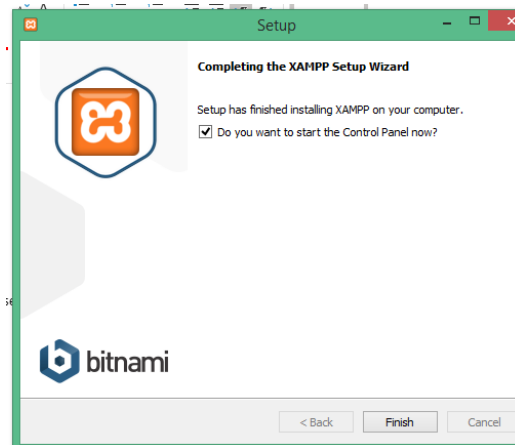 Setup
Completing the XAMPP Setup Wizard
Setup has finished installing XAMPP on your computer.
Do you want to start the Control Panel now?
bitnami
< Back
Finish
Cancel